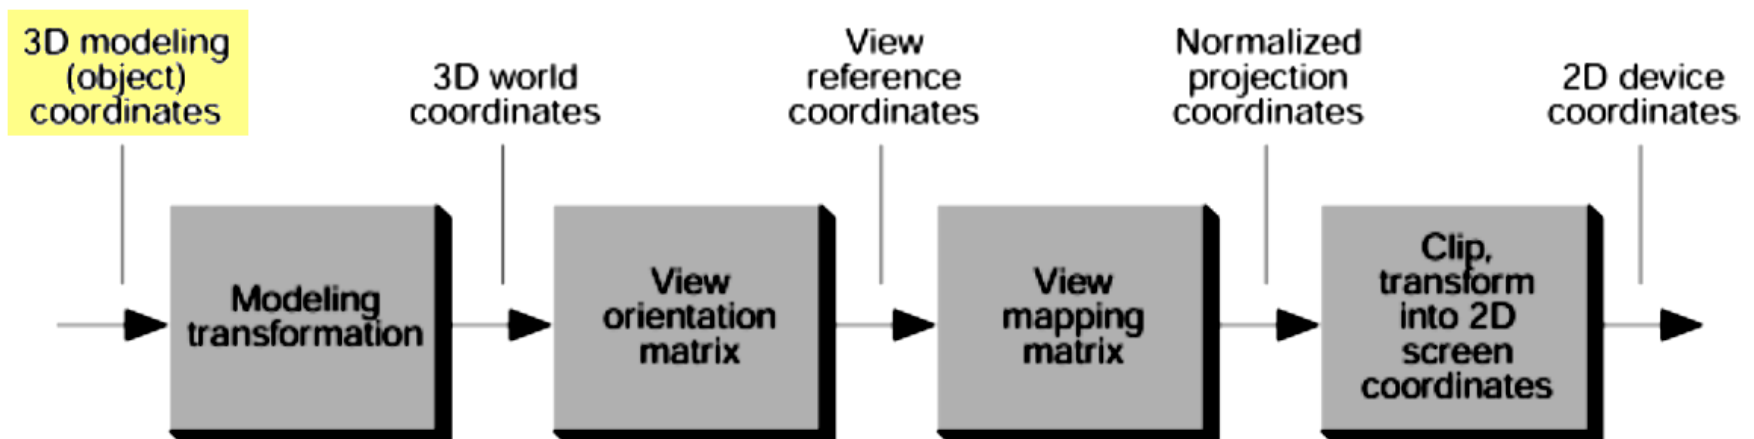 3D modeling
(object)
coordinates
3D world
coordinates
View
reference
coordinates
Normalized
projection
coordinates
2D device
coordinates
Modeling
transformation
View
orientation
matrix
View
mapping
matrix
Clip,
transform
into 2D
screen
coordinates